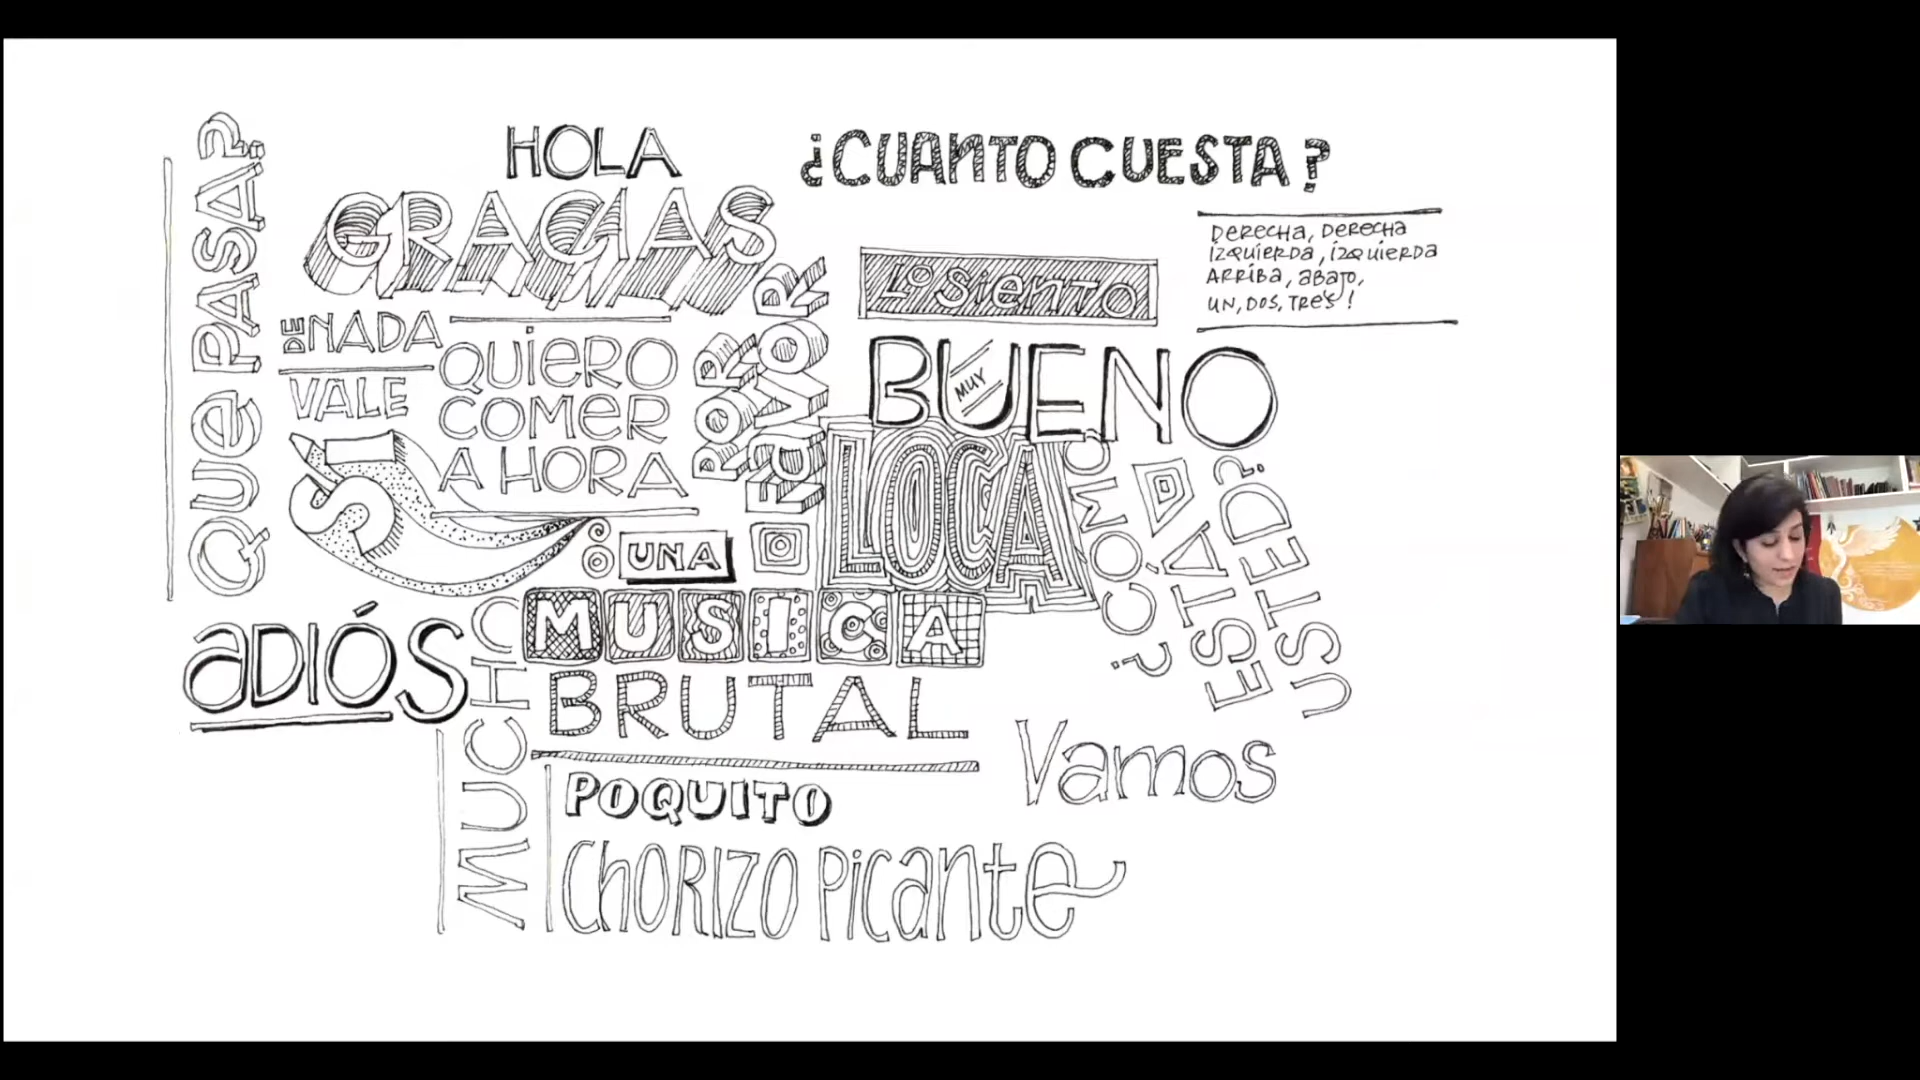 QUE PASA?
HOLA
¿CUANTO CUESTA?
GRACIAS
DERECHA, DERECHA
IZQUIERDA, IZQUIERDA
ARRIBA, ABAJO,
UN, DOS, TRES!
LO SIENTO
DE NADA
VALE
QUIERO
COMER
AHORA
POR
FAVOR
MUY
BUENO
SÍ
LOCA
¿COMO
ESTÁ
USTED?
UNA
MUSICA
BRUTAL
ADIÓS
MUCHO
POQUITO
CHORIZO PICANTE
Vamos